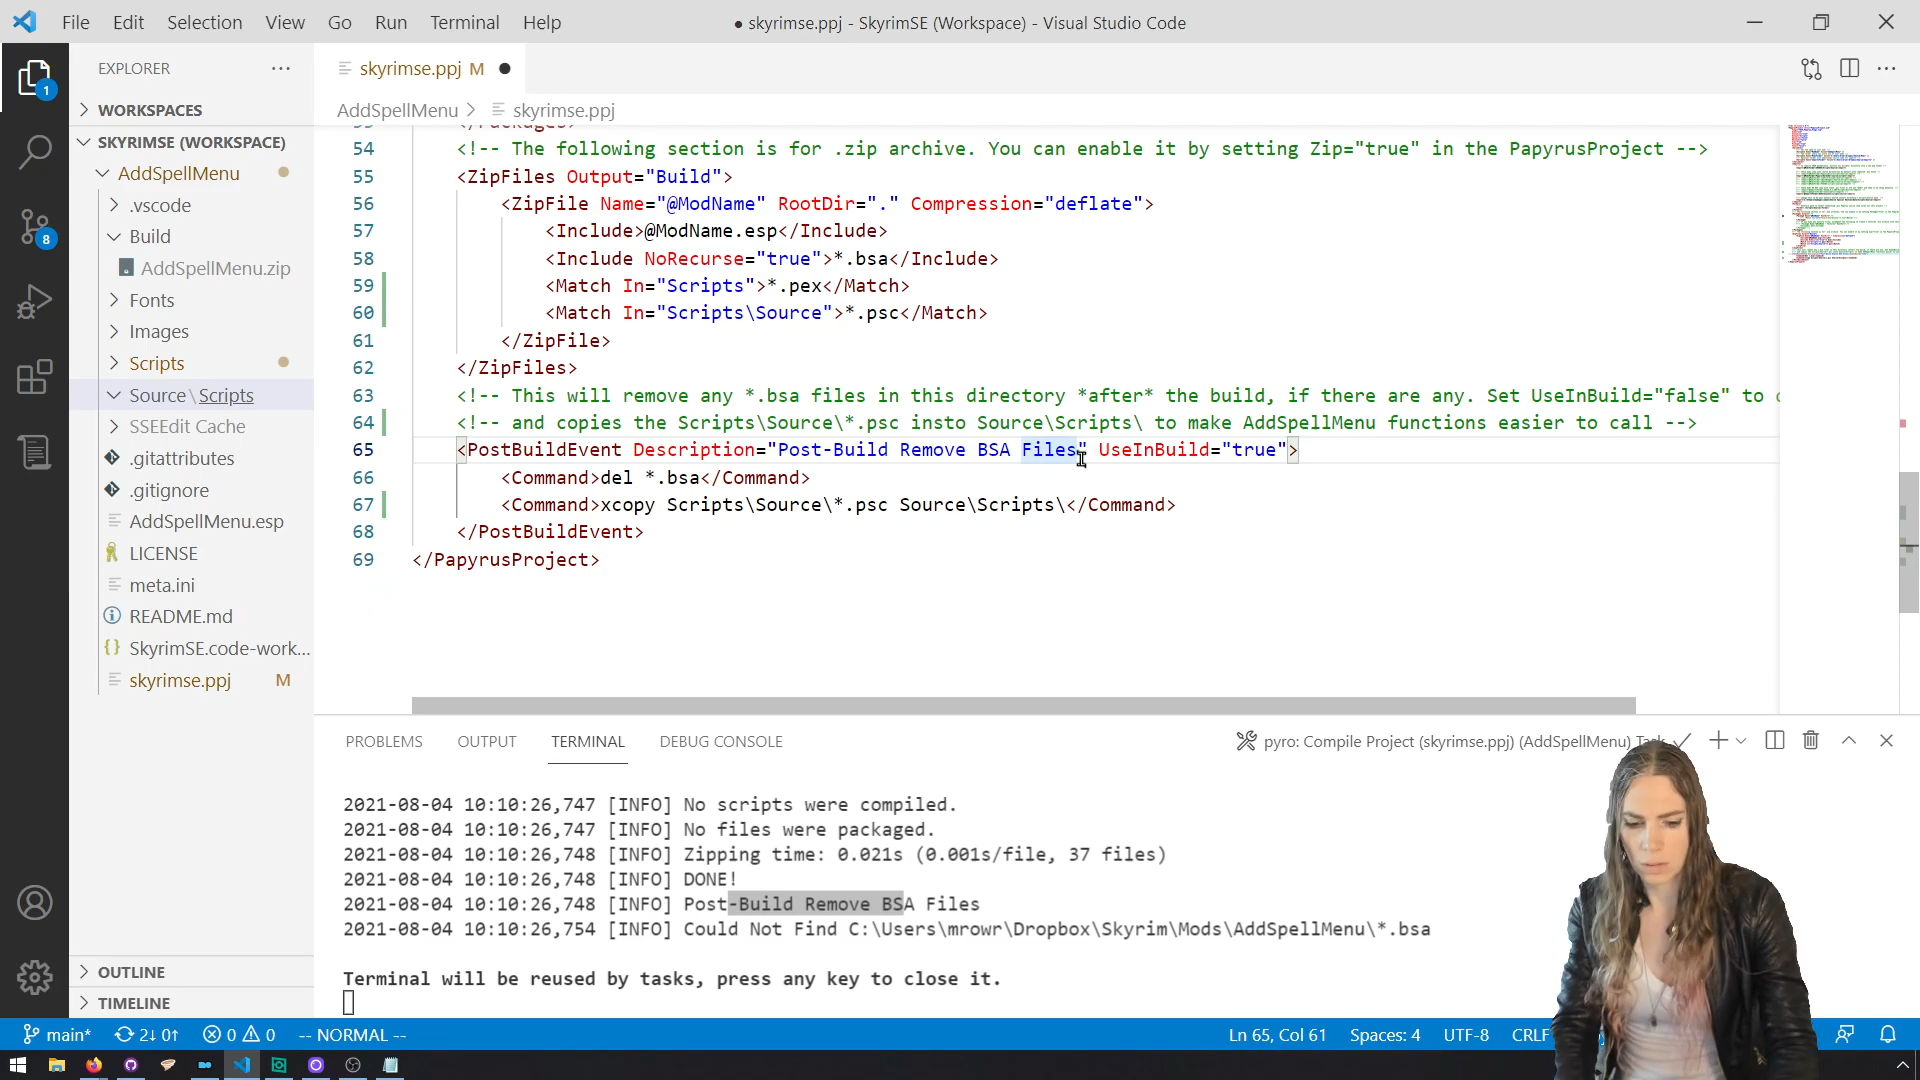 File Edit Selection View Go Run Terminal Help
● skyrimse.ppj - SkyrimSE (Workspace) - Visual Studio Code
EXPLORER
1
WORKSPACES
SKYRIMSE (WORKSPACE)
AddSpellMenu
.vscode
Build
8
AddSpellMenu.zip
Fonts
Images
Scripts
Source\Scripts
SSEEdit Cache
.gitattributes
.gitignore
AddSpellMenu.esp
LICENSE
meta.ini
README.md
SkyrimSE.code-work...
skyrimse.ppj M
OUTLINE
TIMELINE
skyrimse.ppj M
AddSpellMenu > skyrimse.ppj
</Packages>
54 <!-- The following section is for .zip archive. You can enable it by setting Zip="true" in the PapyrusProject -->
55 <ZipFiles Output="Build">
56 <ZipFile Name="@ModName" RootDir="." Compression="deflate">
57 <Include>@ModName.esp</Include>
58 <Include NoRecurse="true">*.bsa</Include>
59 <Match In="Scripts">*.pex</Match>
60 <Match In="Scripts\Source">*.psc</Match>
61 </ZipFile>
62 </ZipFiles>
63 <!-- This will remove any *.bsa files in this directory *after* the build, if there are any. Set UseInBuild="false" to
64 <!-- and copies the Scripts\Source\*.psc insto Source\Scripts\ to make AddSpellMenu functions easier to call -->
65 <PostBuildEvent Description="Post-Build Remove BSA Files" UseInBuild="true">
66 <Command>del *.bsa</Command>
67 <Command>xcopy Scripts\Source\*.psc Source\Scripts\</Command>
68 </PostBuildEvent>
69 </PapyrusProject>
PROBLEMS OUTPUT TERMINAL DEBUG CONSOLE
pyro: Compile Project (skyrimse.ppj) (AddSpellMenu) Task
2021-08-04 10:10:26,747 [INFO] No scripts were compiled.
2021-08-04 10:10:26,747 [INFO] No files were packaged.
2021-08-04 10:10:26,748 [INFO] Zipping time: 0.021s (0.001s/file, 37 files)
2021-08-04 10:10:26,748 [INFO] DONE!
2021-08-04 10:10:26,748 [INFO] Post-Build Remove BSA Files
2021-08-04 10:10:26,754 [INFO] Could Not Find C:\Users\mrowr\Dropbox\Skyrim\Mods\AddSpellMenu\*.bsa
Terminal will be reused by tasks, press any key to close it.
main* 2↓ 0↑ 0 0 -- NORMAL -- Ln 65, Col 61 Spaces: 4 UTF-8 CRLF